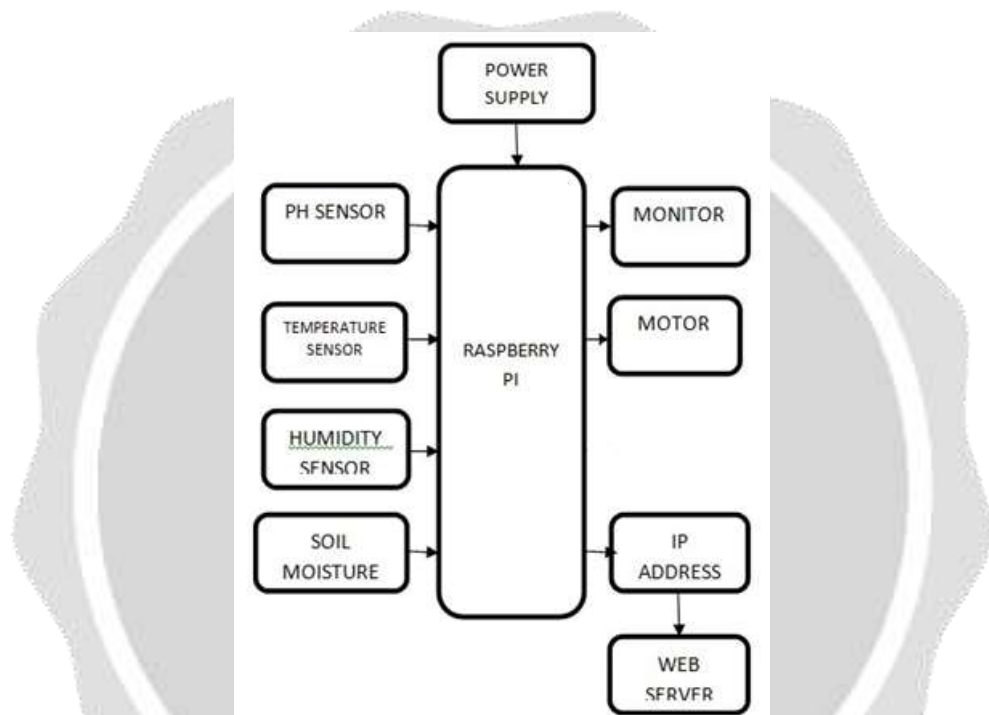 POWER
SUPPLY
PH SENSOR
TEMPERATURE
SENSOR
HUMIDITY
SENSOR
SOIL
MOISTURE
RASPBERRY
PI
MONITOR
MOTOR
IP
ADDRESS
WEB
SERVER